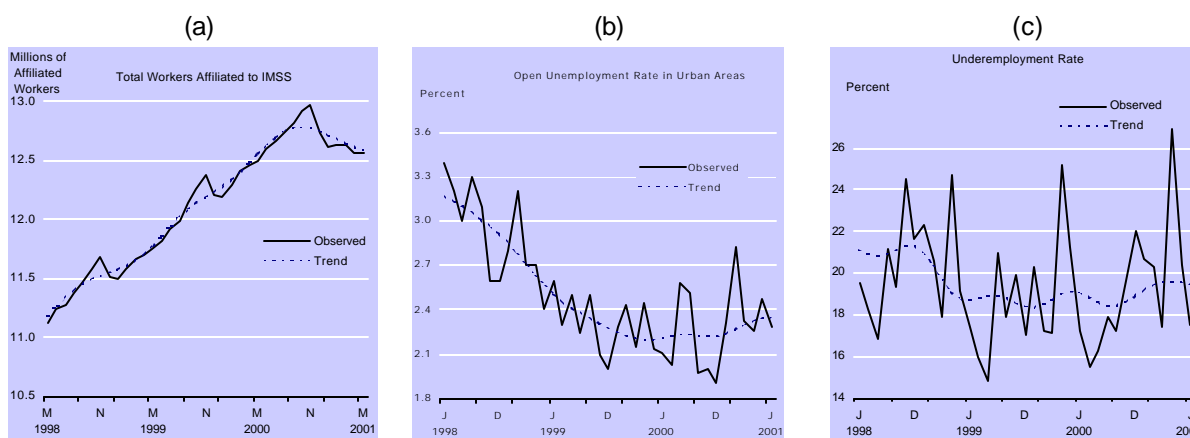 (a)
Millions of
Affiliated
Workers
Total Workers Affiliated to IMSS
13.0
12.5
12.0
11.5
11.0
10.5
Observed
Trend
M N M N M N M
1998 1999 2000 2001
(b)
Open Unemployment Rate in Urban Areas
Percent
3.6
3.3
3.0
2.7
2.4
2.1
1.8
Observed
Trend
J D J D J D J
1998 1999 2000 2001
(c)
Underemployment Rate
Percent
Observed
Trend
26
24
22
20
18
16
14
J D J D J D J
1998 1999 2000 200